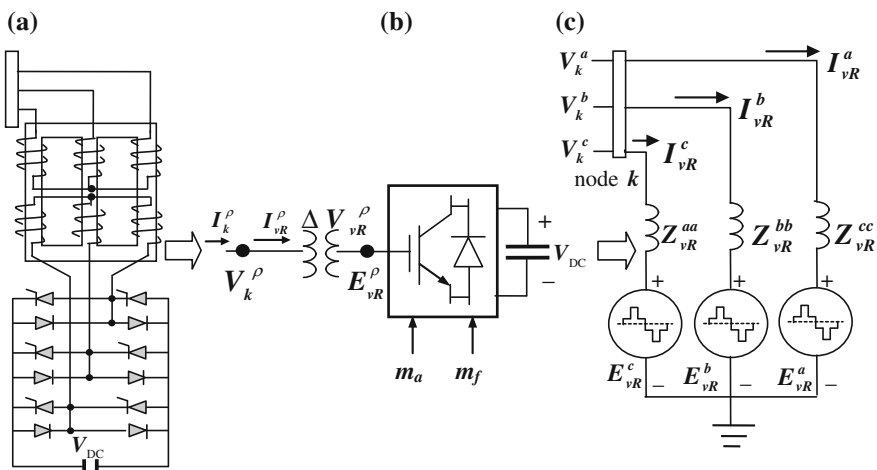 (a)
V_DC
(b)
I_k^ρ
I_vR^ρ
Δ
V_vR^ρ
V_k^ρ
E_vR^ρ
+
V_DC
−
m_a
m_f
(c)
V_k^a
I_vR^a
V_k^b
I_vR^b
V_k^c
I_vR^c
node k
Z_vR^aa
Z_vR^bb
Z_vR^cc
+
+
+
E_vR^c
−
E_vR^b
−
E_vR^a
−